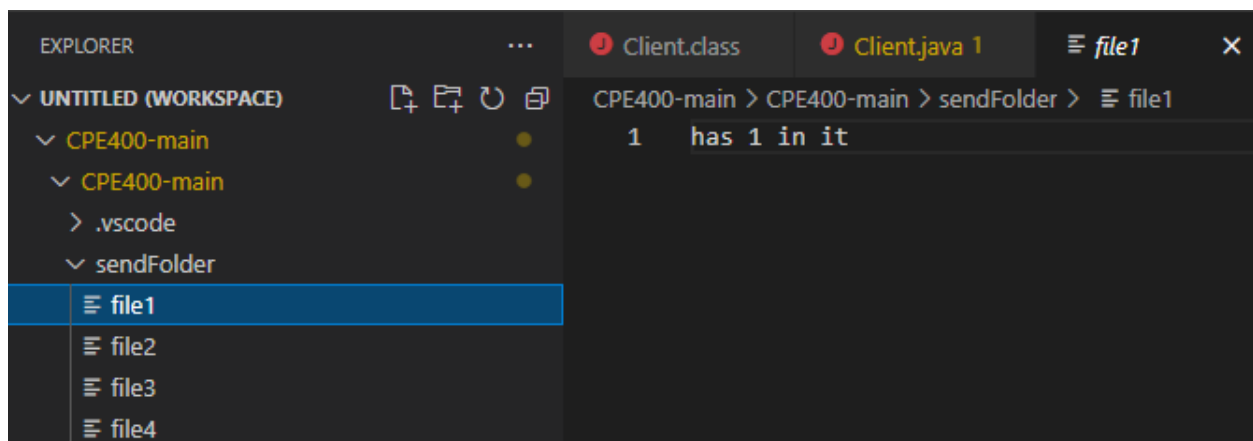 EXPLORER
UNTITLED (WORKSPACE)
CPE400-main
CPE400-main
.vscode
sendFolder
file1
file2
file3
file4
Client.class
Client.java 1
file1
CPE400-main > CPE400-main > sendFolder > file1
1 has 1 in it